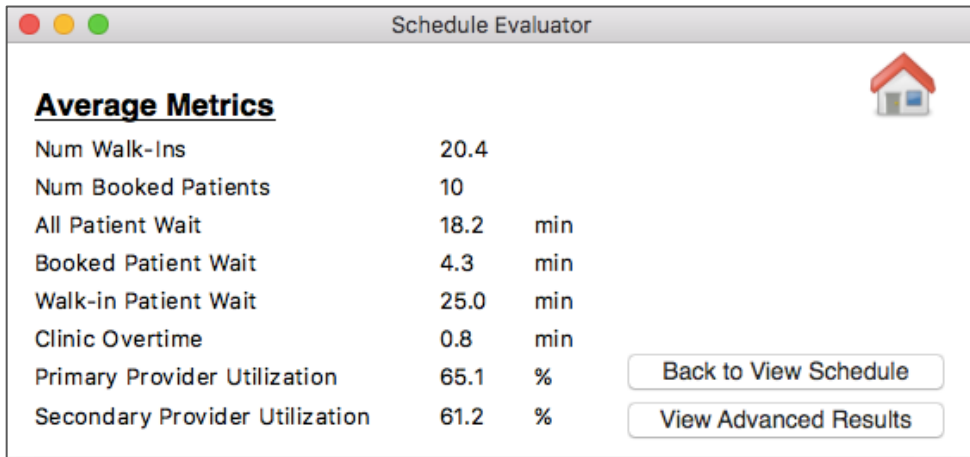 Schedule Evaluator
Average Metrics
Num Walk-Ins 20.4
Num Booked Patients 10
All Patient Wait 18.2 min
Booked Patient Wait 4.3 min
Walk-in Patient Wait 25.0 min
Clinic Overtime 0.8 min
Primary Provider Utilization 65.1 %
Back to View Schedule
Secondary Provider Utilization 61.2 %
View Advanced Results